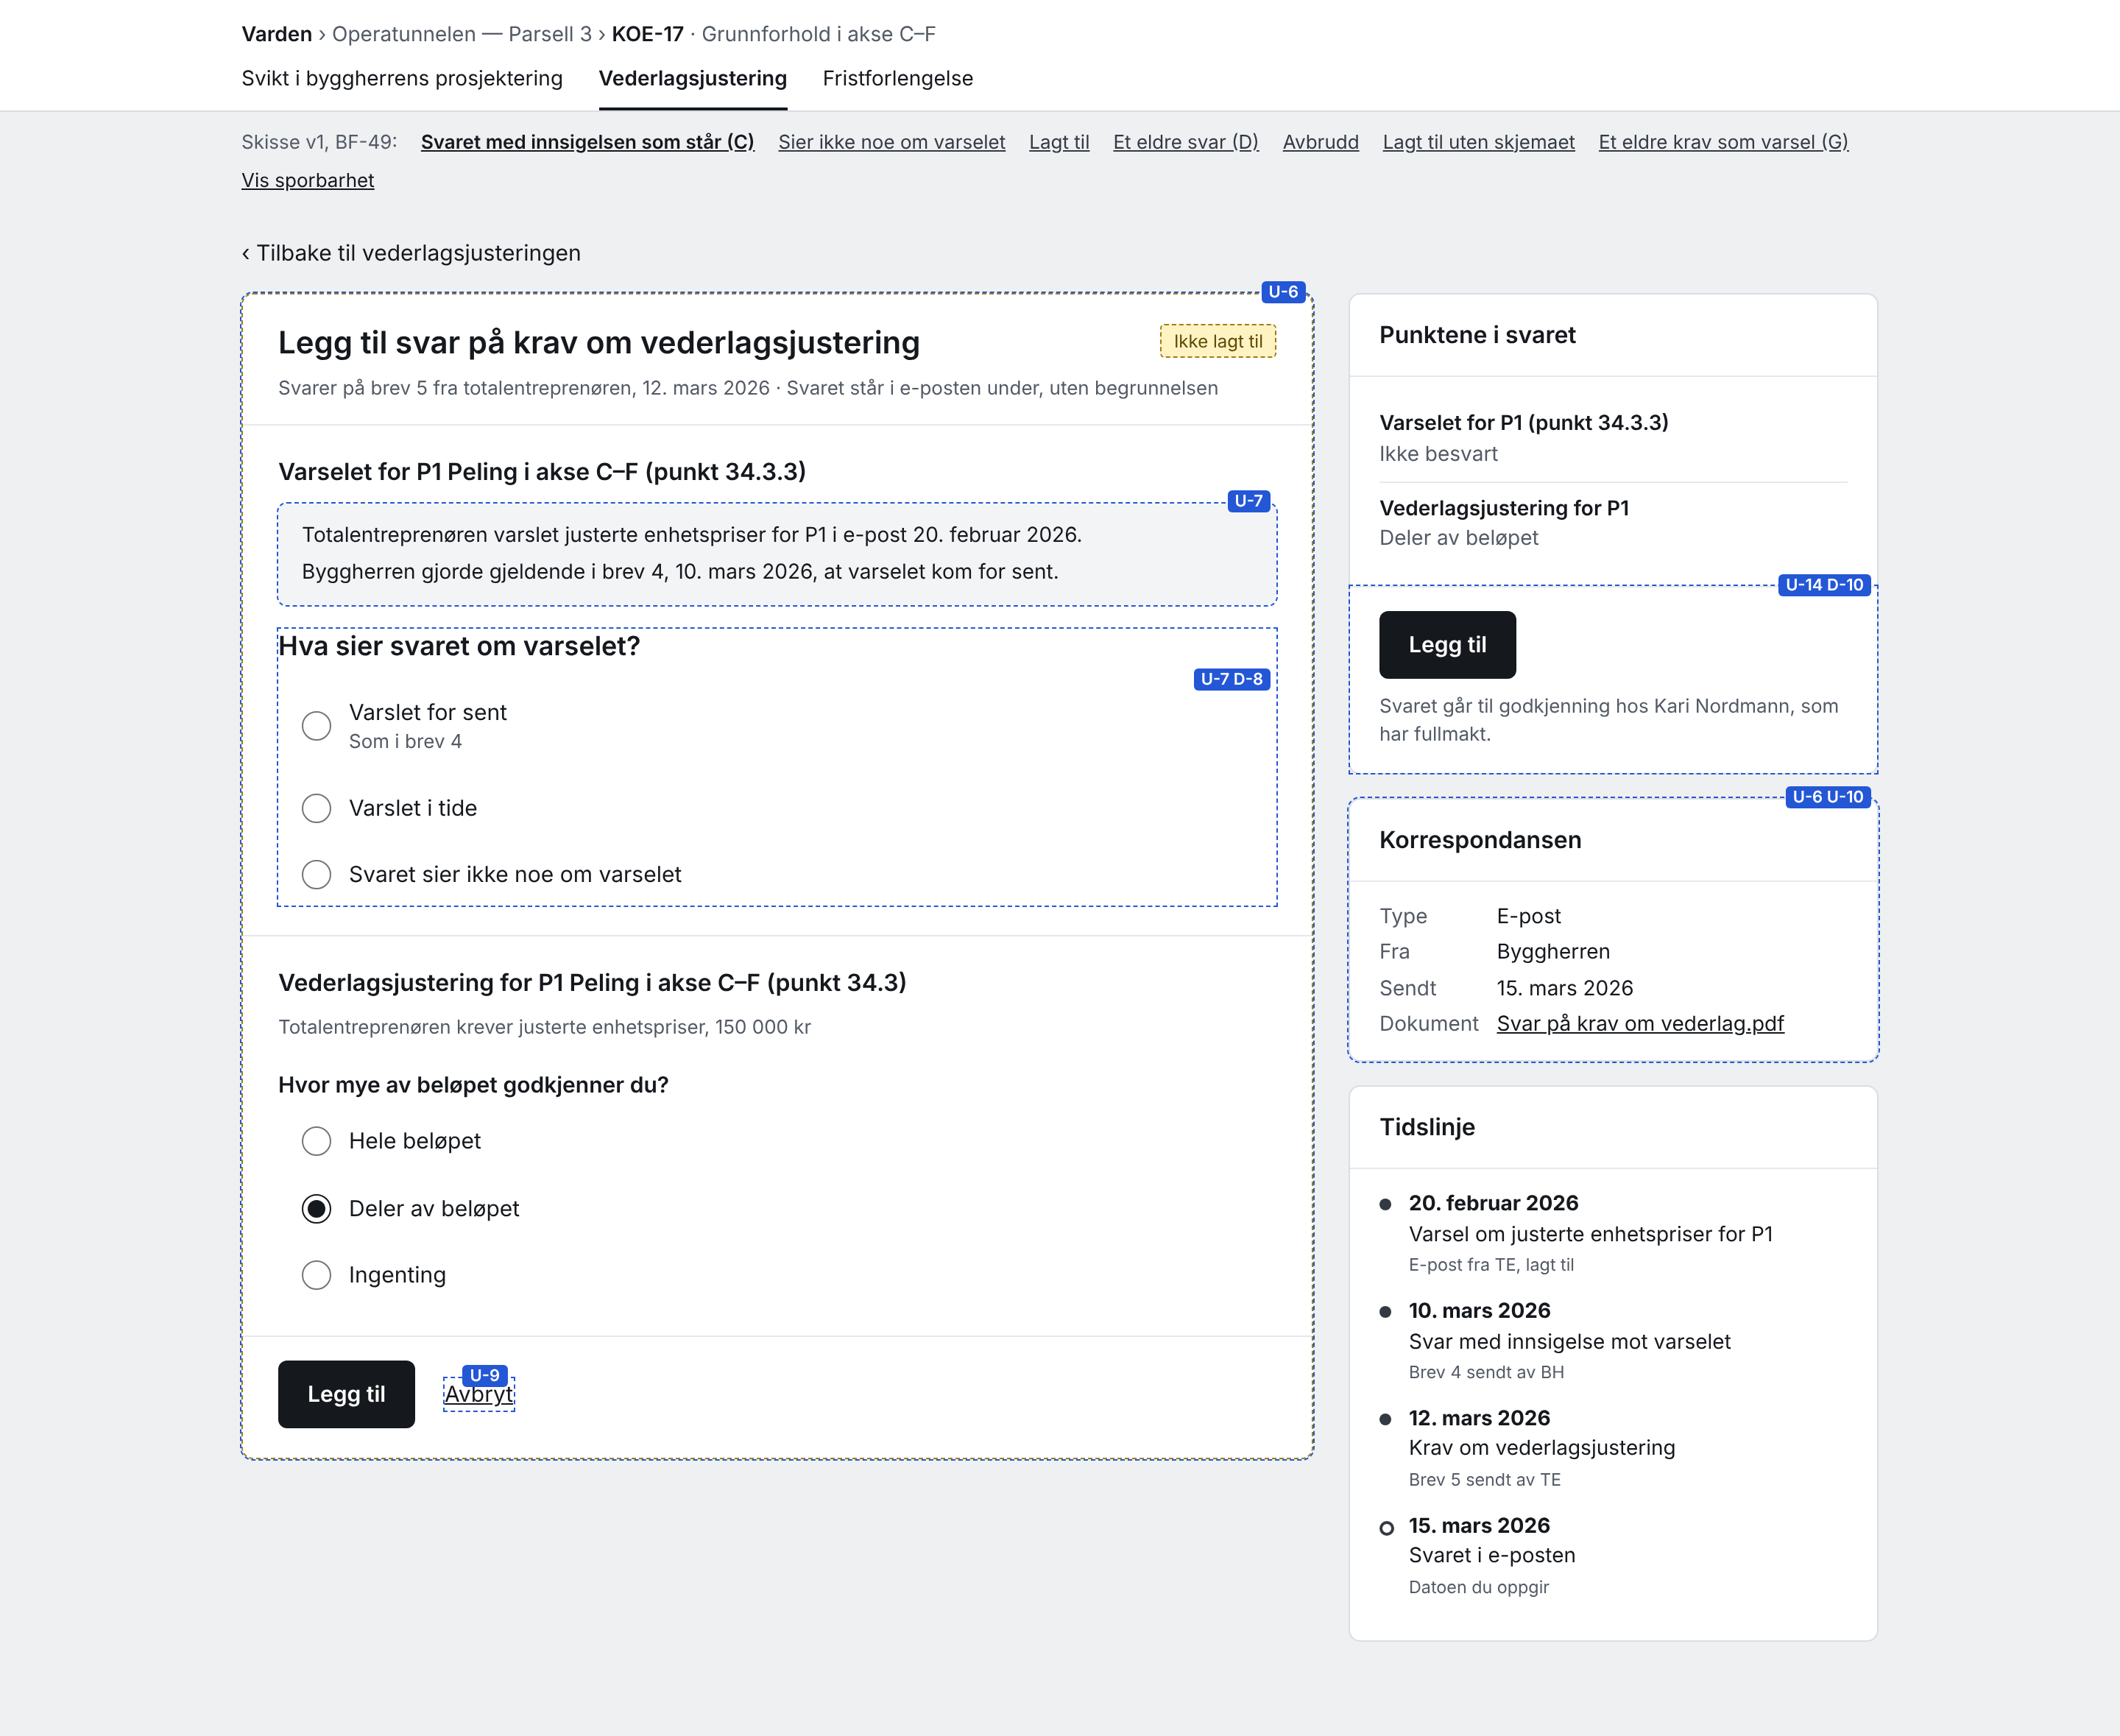 Varden › Operatunnelen — Parsell 3 › KOE-17 · Grunnforhold i akse C–F
Svikt i byggherrens prosjektering Vederlagsjustering Fristforlengelse
Skisse v1, BF-49: Svaret med innsigelsen som står (C) Sier ikke noe om varselet Lagt til Et eldre svar (D) Avbrudd Lagt til uten skjemaet Et eldre krav som varsel (G)
Vis sporbarhet
‹ Tilbake til vederlagsjusteringen
U-6
Legg til svar på krav om vederlagsjustering
Ikke lagt til
Svarer på brev 5 fra totalentreprenøren, 12. mars 2026 · Svaret står i e-posten under, uten begrunnelsen
Varselet for P1 Peling i akse C–F (punkt 34.3.3)
U-7
Totalentreprenøren varslet justerte enhetspriser for P1 i e-post 20. februar 2026.
Byggherren gjorde gjeldende i brev 4, 10. mars 2026, at varselet kom for sent.
Hva sier svaret om varselet?
U-7 D-8
Varslet for sent
Som i brev 4
Varslet i tide
Svaret sier ikke noe om varselet
Vederlagsjustering for P1 Peling i akse C–F (punkt 34.3)
Totalentreprenøren krever justerte enhetspriser, 150 000 kr
Hvor mye av beløpet godkjenner du?
Hele beløpet
Deler av beløpet
Ingenting
Legg til
U-9
Avbryt
Punktene i svaret
Varselet for P1 (punkt 34.3.3)
Ikke besvart
Vederlagsjustering for P1
Deler av beløpet
U-14 D-10
Legg til
Svaret går til godkjenning hos Kari Nordmann, som
har fullmakt.
U-6 U-10
Korrespondansen
Type E-post
Fra Byggherren
Sendt 15. mars 2026
Dokument Svar på krav om vederlag.pdf
Tidslinje
20. februar 2026
Varsel om justerte enhetspriser for P1
E-post fra TE, lagt til
10. mars 2026
Svar med innsigelse mot varselet
Brev 4 sendt av BH
12. mars 2026
Krav om vederlagsjustering
Brev 5 sendt av TE
15. mars 2026
Svaret i e-posten
Datoen du oppgir